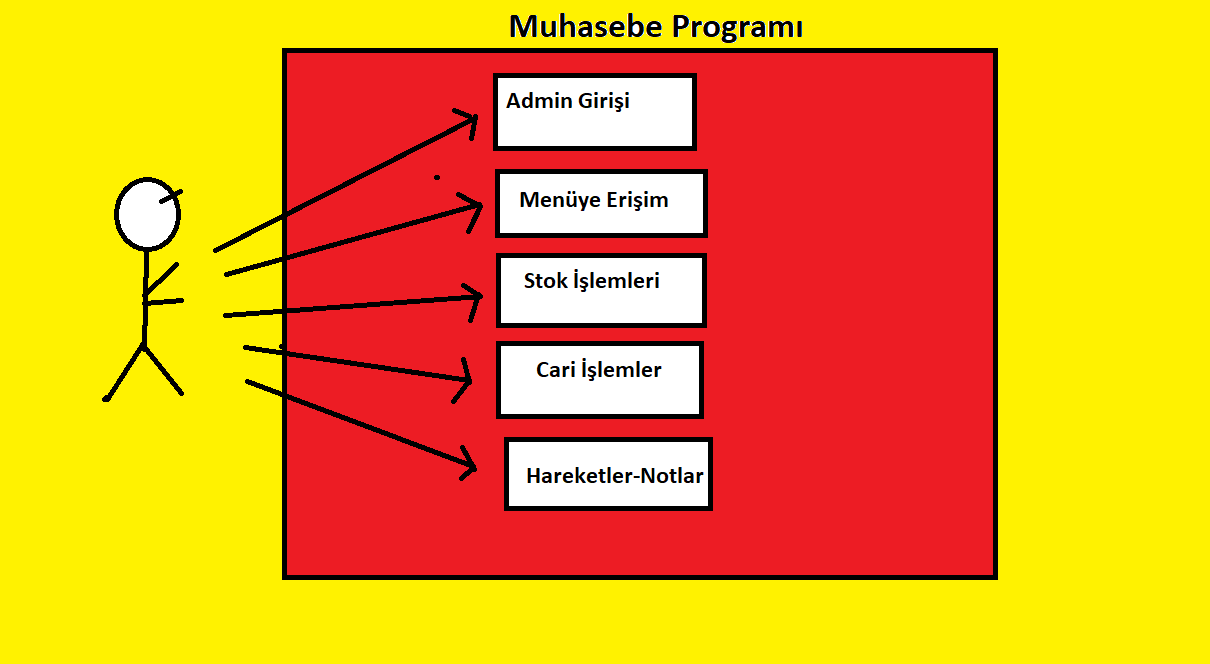 Muhasebe Programı
Admin Girişi
Menüye Erişim
Stok İşlemleri
Cari İşlemler
Hareketler-Notlar